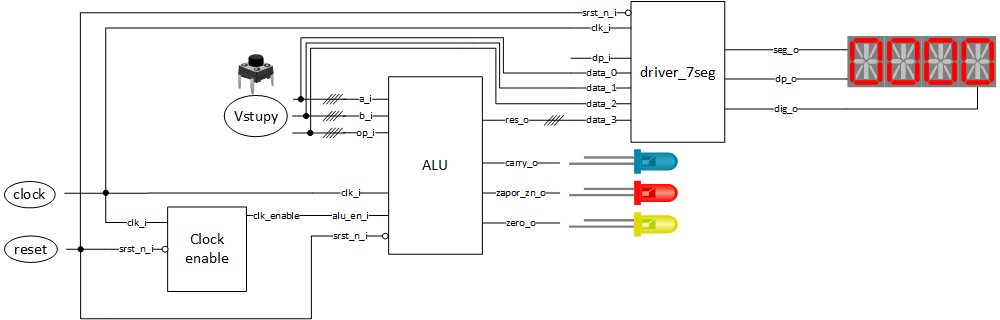 srst_n_i
clk_i
dp_i
data_0
data_1
data_2
data_3
driver_7seg
seg_o
dp_o
dig_o
Vstupy
a_i
b_i
op_i
ALU
res_o
carry_o
zapor_zn_o
zero_o
clock
clk_i
clk_i
clk_enable
alu_en_i
srst_n_i
reset
srst_n_i
Clock
enable